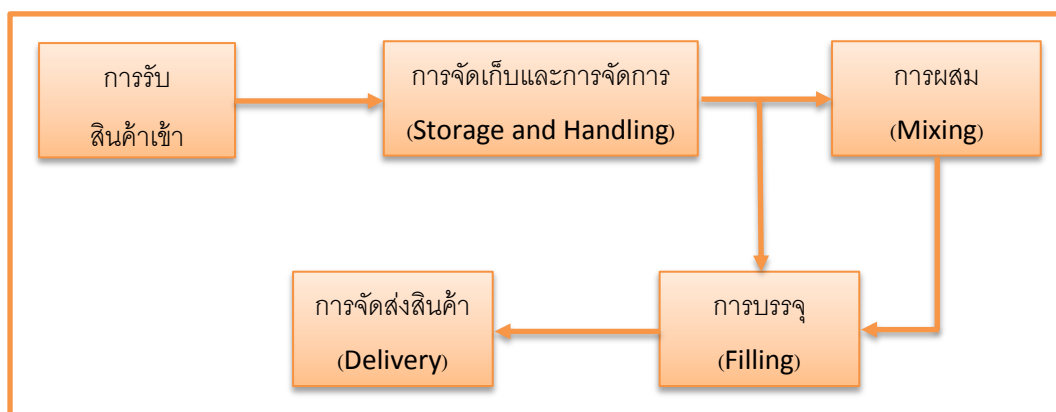 การรับ
สินค้าเข้า
การจัดเก็บและการจัดการ
(Storage and Handling)
การผสม
(Mixing)
การจัดส่งสินค้า
(Delivery)
การบรรจุ
(Filling)